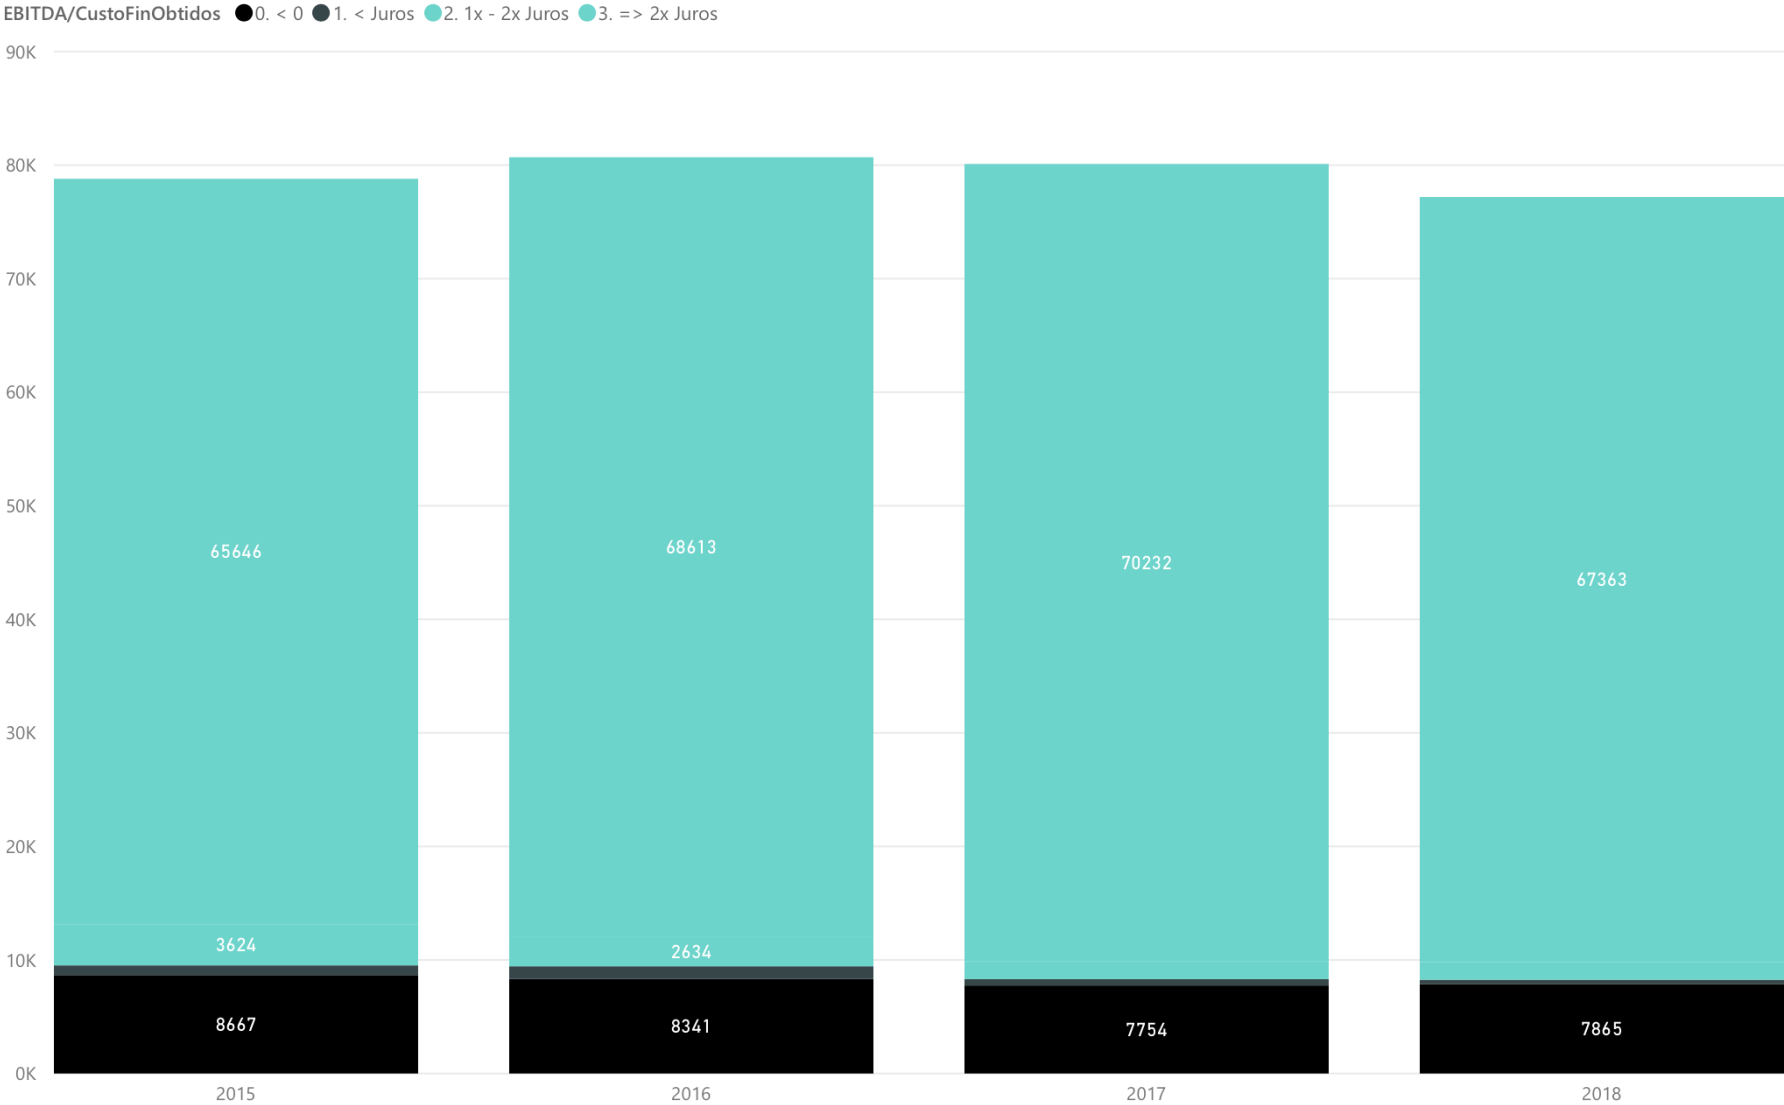 EBITDA/CustoFinObtidos 0. < 0 1. < Juros 2. 1x - 2x Juros 3. => 2x Juros
90K
80K
70K
60K
50K
40K
30K
20K
10K
0K
65646
68613
70232
67363
3624
2634
8667
8341
7754
7865
2015
2016
2017
2018